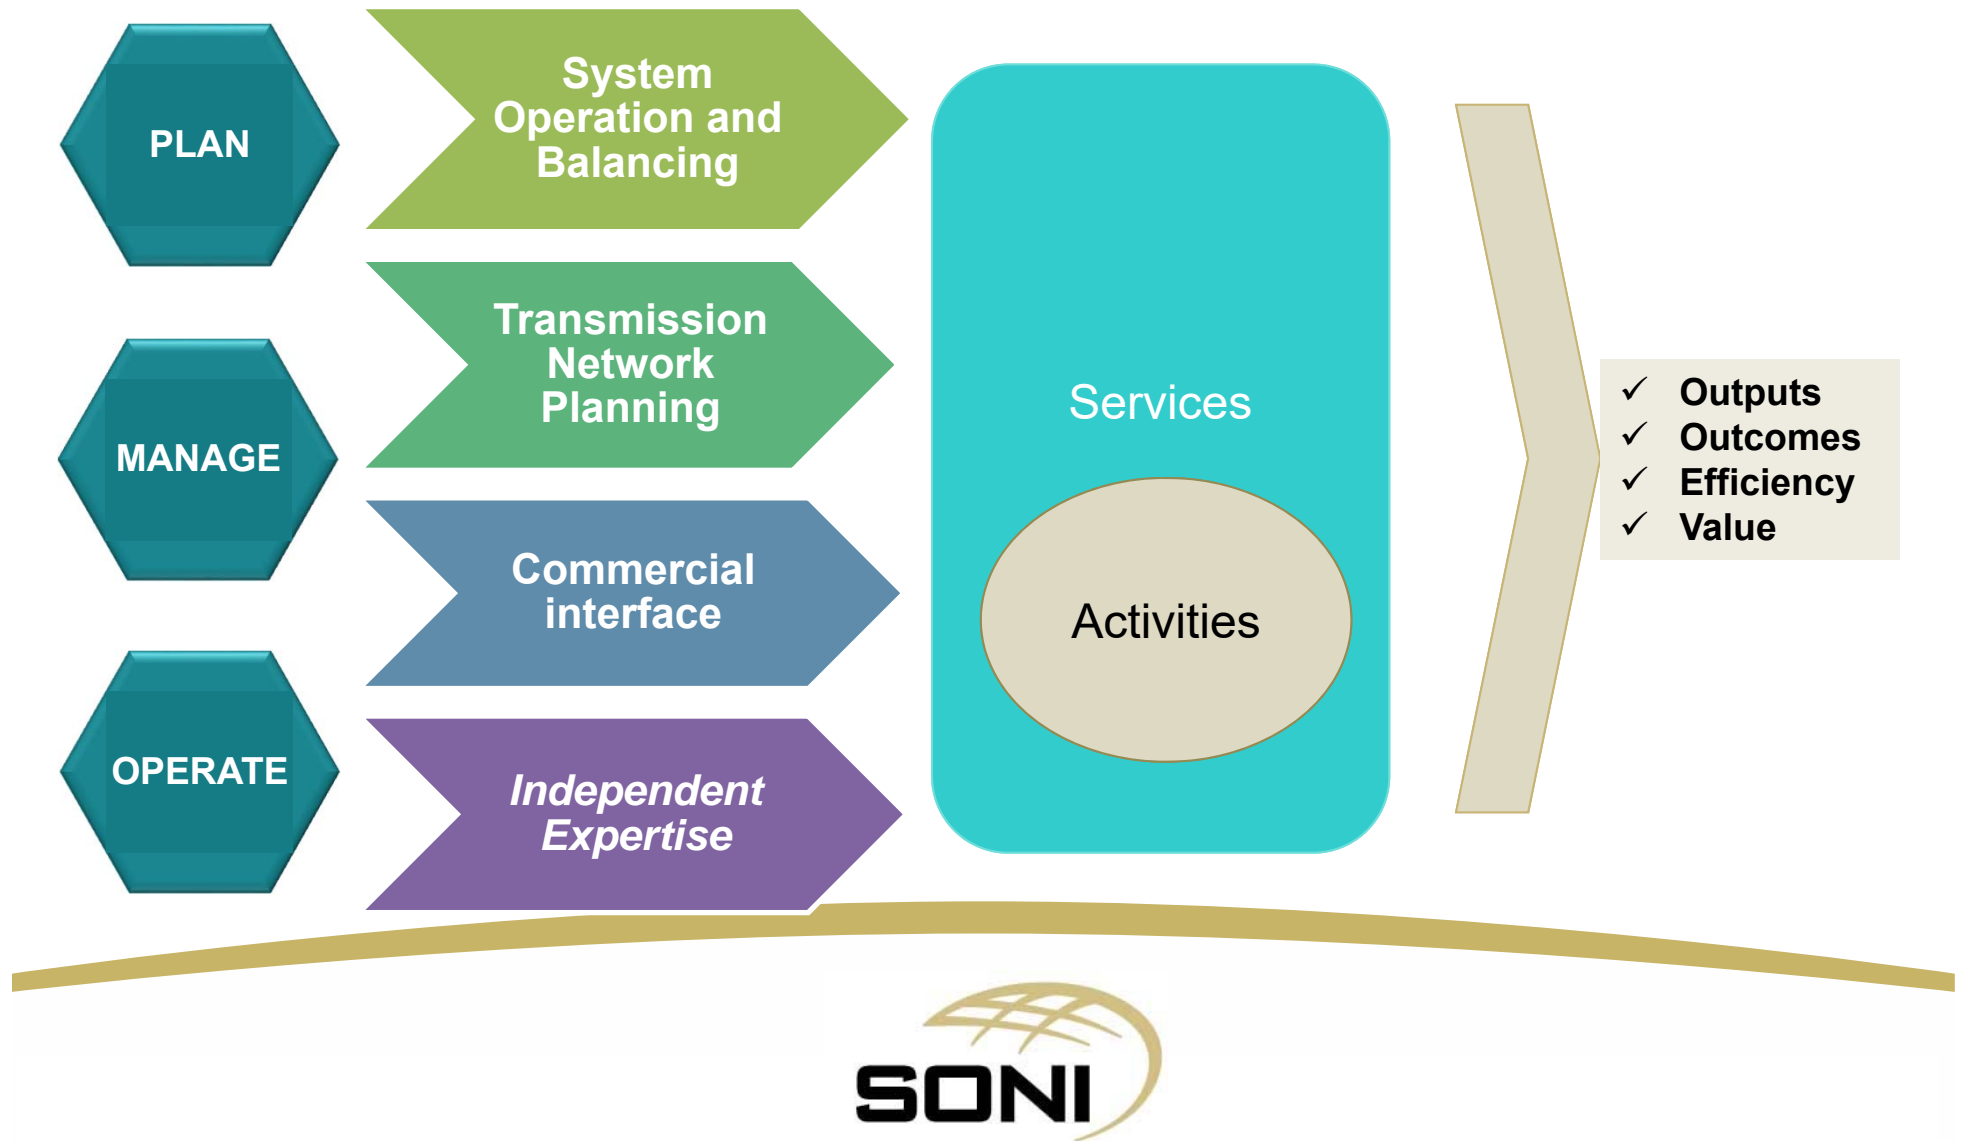 PLAN
MANAGE
OPERATE
System
Operation and
Balancing
Transmission
Network
Planning
Commercial
interface
Independent
Expertise
Services
Activities
✓ Outputs
✓ Outcomes
✓ Efficiency
✓ Value
SONI